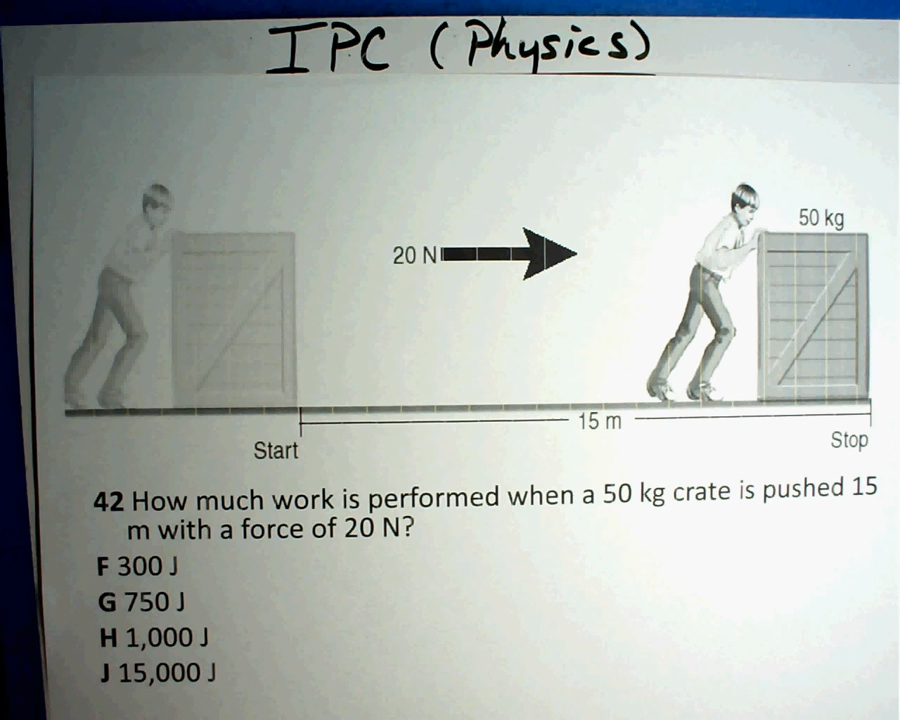 IPC (Physics)
50 kg
20 N
15 m
Start
Stop
42 How much work is performed when a 50 kg crate is pushed 15
m with a force of 20 N?
F 300 J
G 750 J
H 1,000 J
J 15,000 J